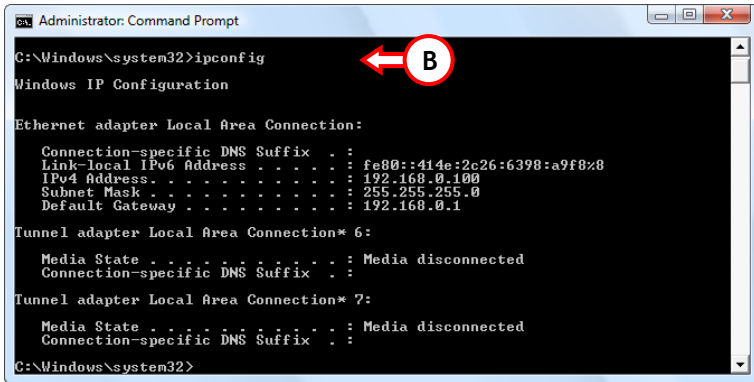 Administrator: Command Prompt
C:\Windows\system32>ipconfig
B
Windows IP Configuration
Ethernet adapter Local Area Connection:
Connection-specific DNS Suffix . :
Link-local IPv6 Address . . . . . : fe80::414e:2c26:6398:a9f8%8
IPv4 Address. . . . . . . . . . . : 192.168.0.100
Subnet Mask . . . . . . . . . . . : 255.255.255.0
Default Gateway . . . . . . . . . : 192.168.0.1
Tunnel adapter Local Area Connection* 6:
Media State . . . . . . . . . . . : Media disconnected
Connection-specific DNS Suffix . :
Tunnel adapter Local Area Connection* 7:
Media State . . . . . . . . . . . : Media disconnected
Connection-specific DNS Suffix . :
C:\Windows\system32>